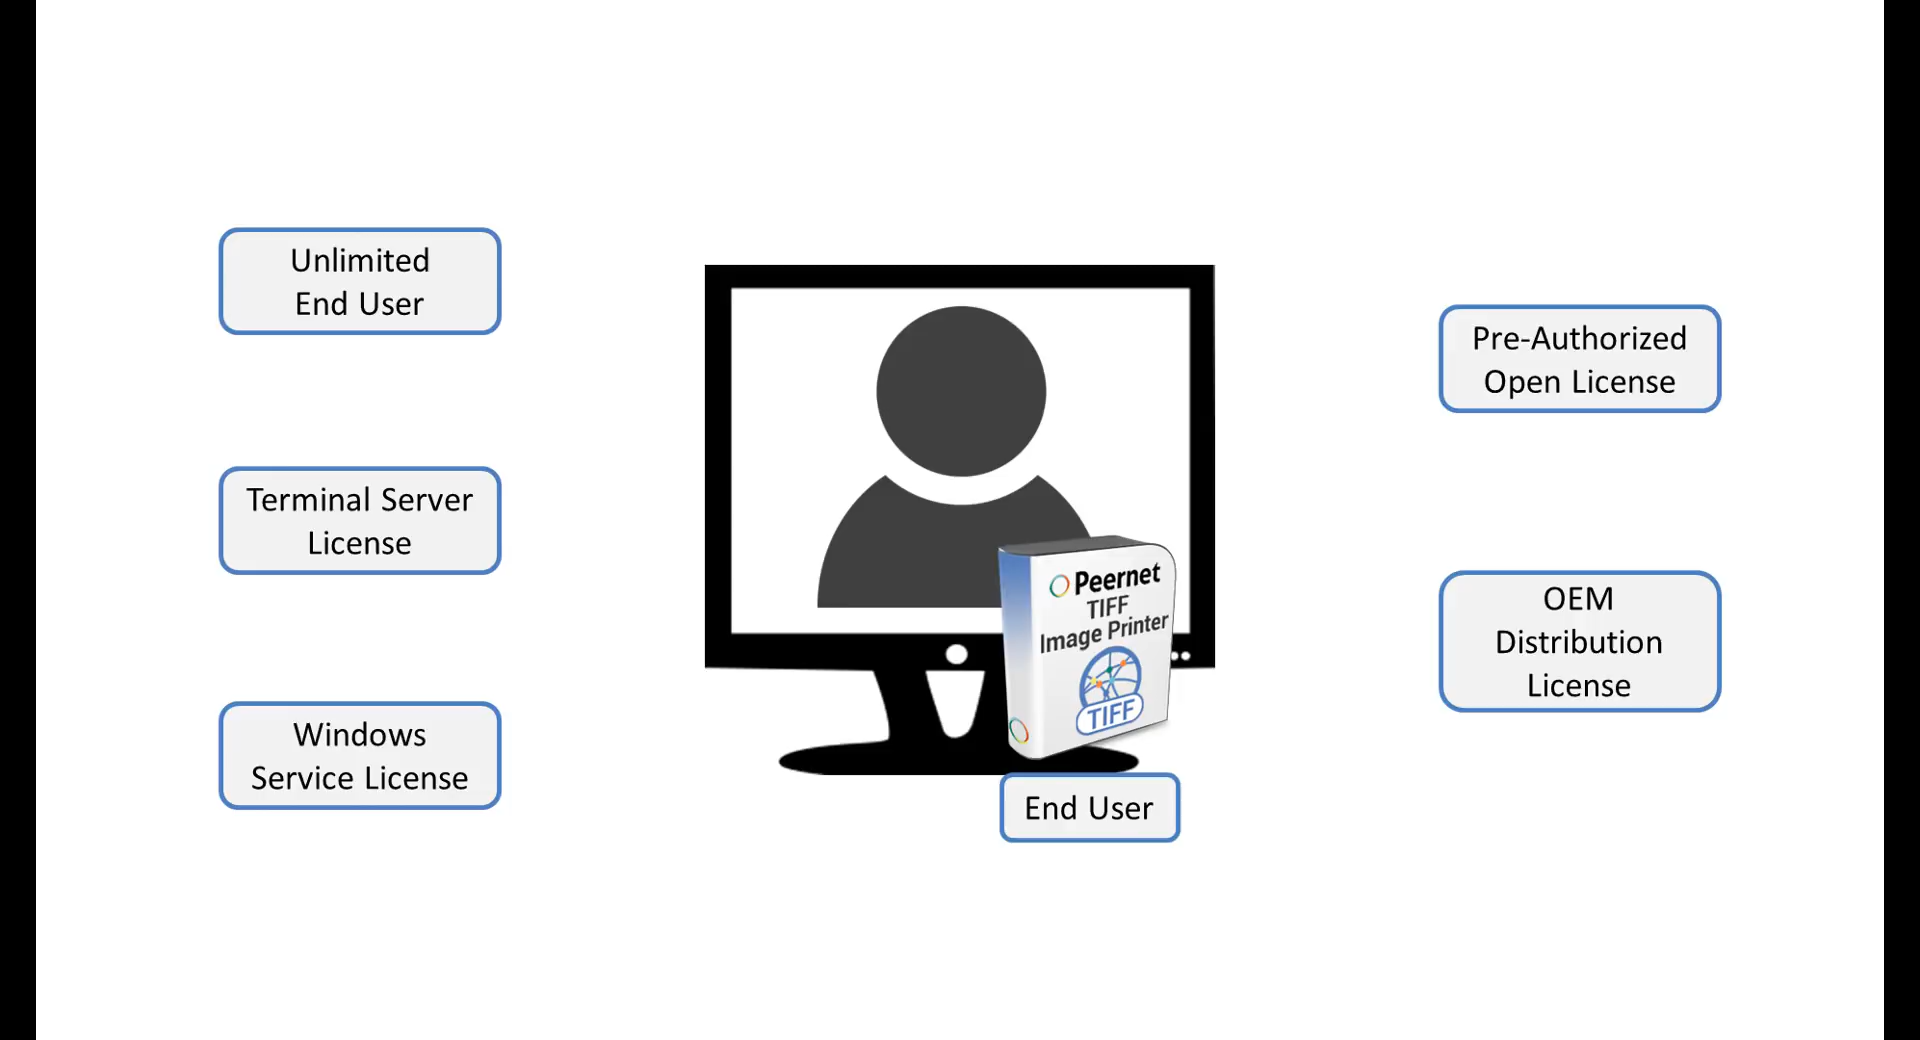 Unlimited
End User
Terminal Server
License
Windows
Service License
Peernet
TIFF
Image Printer
TIFF
End User
Pre-Authorized
Open License
OEM
Distribution
License